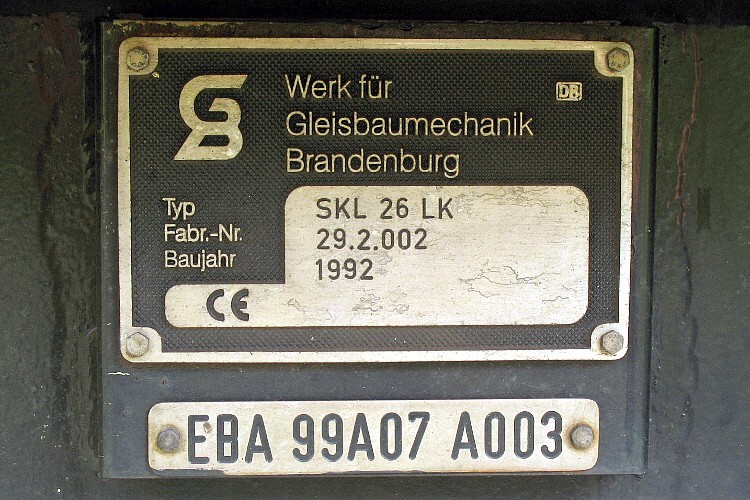 GB
Werk für
Gleisbaumechanik
Brandenburg
DB
Typ SKL 26 LK
Fabr.-Nr. 29.2.002
Baujahr 1992
CE
EBA 99A07 A003